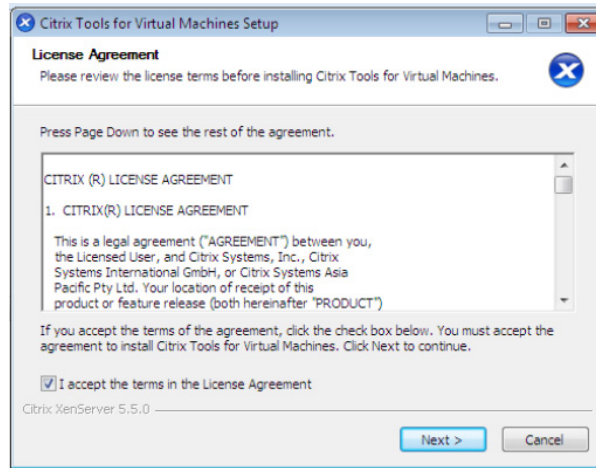 Citrix Tools for Virtual Machines Setup
License Agreement
Please review the license terms before installing Citrix Tools for Virtual Machines.
Press Page Down to see the rest of the agreement.
CITRIX (R) LICENSE AGREEMENT
1. CITRIX(R) LICENSE AGREEMENT
This is a legal agreement ("AGREEMENT") between you,
the Licensed User, and Citrix Systems, Inc., Citrix
Systems International GmbH, or Citrix Systems Asia
Pacific Pty Ltd. Your location of receipt of this
product or feature release (both hereinafter "PRODUCT")
If you accept the terms of the agreement, click the check box below. You must accept the
agreement to install Citrix Tools for Virtual Machines. Click Next to continue.
I accept the terms in the License Agreement
Citrix XenServer 5.5.0
Next >
Cancel